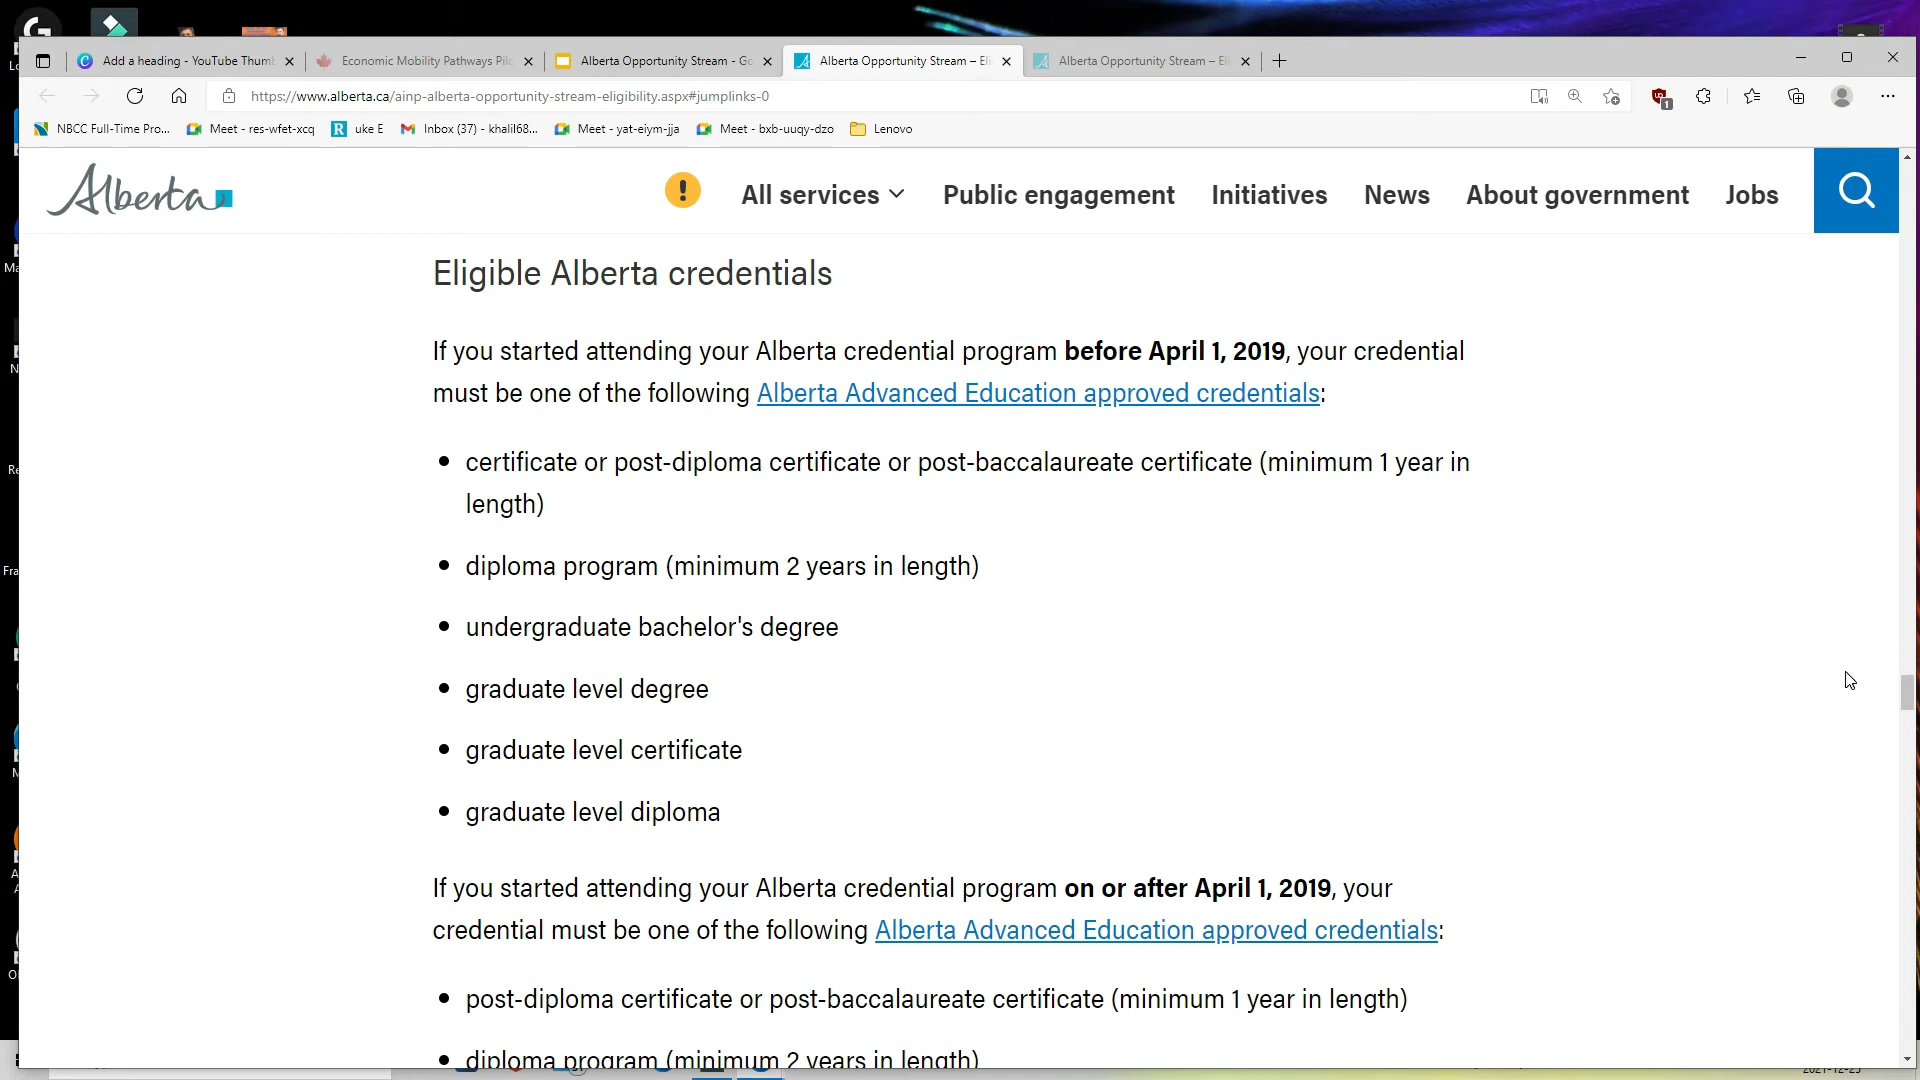 Add a heading - YouTube Thum
Economic Mobility Pathways Pilo
Alberta Opportunity Stream - Go
Alberta Opportunity Stream – Eli
Alberta Opportunity Stream – Eli
https://www.alberta.ca/ainp-alberta-opportunity-stream-eligibility.aspx#jumplinks-0
1
NBCC Full-Time Pro...
Meet - res-wfet-xcq
R
uke E
Inbox (37) - khalil68...
Meet - yat-eiym-jja
Meet - bxb-uuqy-dzo
Lenovo
Alberta
All services
Public engagement
Initiatives
News
About government
Jobs
Eligible Alberta credentials
If you started attending your Alberta credential program before April 1, 2019, your credential
must be one of the following Alberta Advanced Education approved credentials:
• certificate or post-diploma certificate or post-baccalaureate certificate (minimum 1 year in
length)
• diploma program (minimum 2 years in length)
• undergraduate bachelor's degree
• graduate level degree
• graduate level certificate
• graduate level diploma
If you started attending your Alberta credential program on or after April 1, 2019, your
credential must be one of the following Alberta Advanced Education approved credentials:
• post-diploma certificate or post-baccalaureate certificate (minimum 1 year in length)
• diploma program (minimum 2 years in length)
2021-12-23